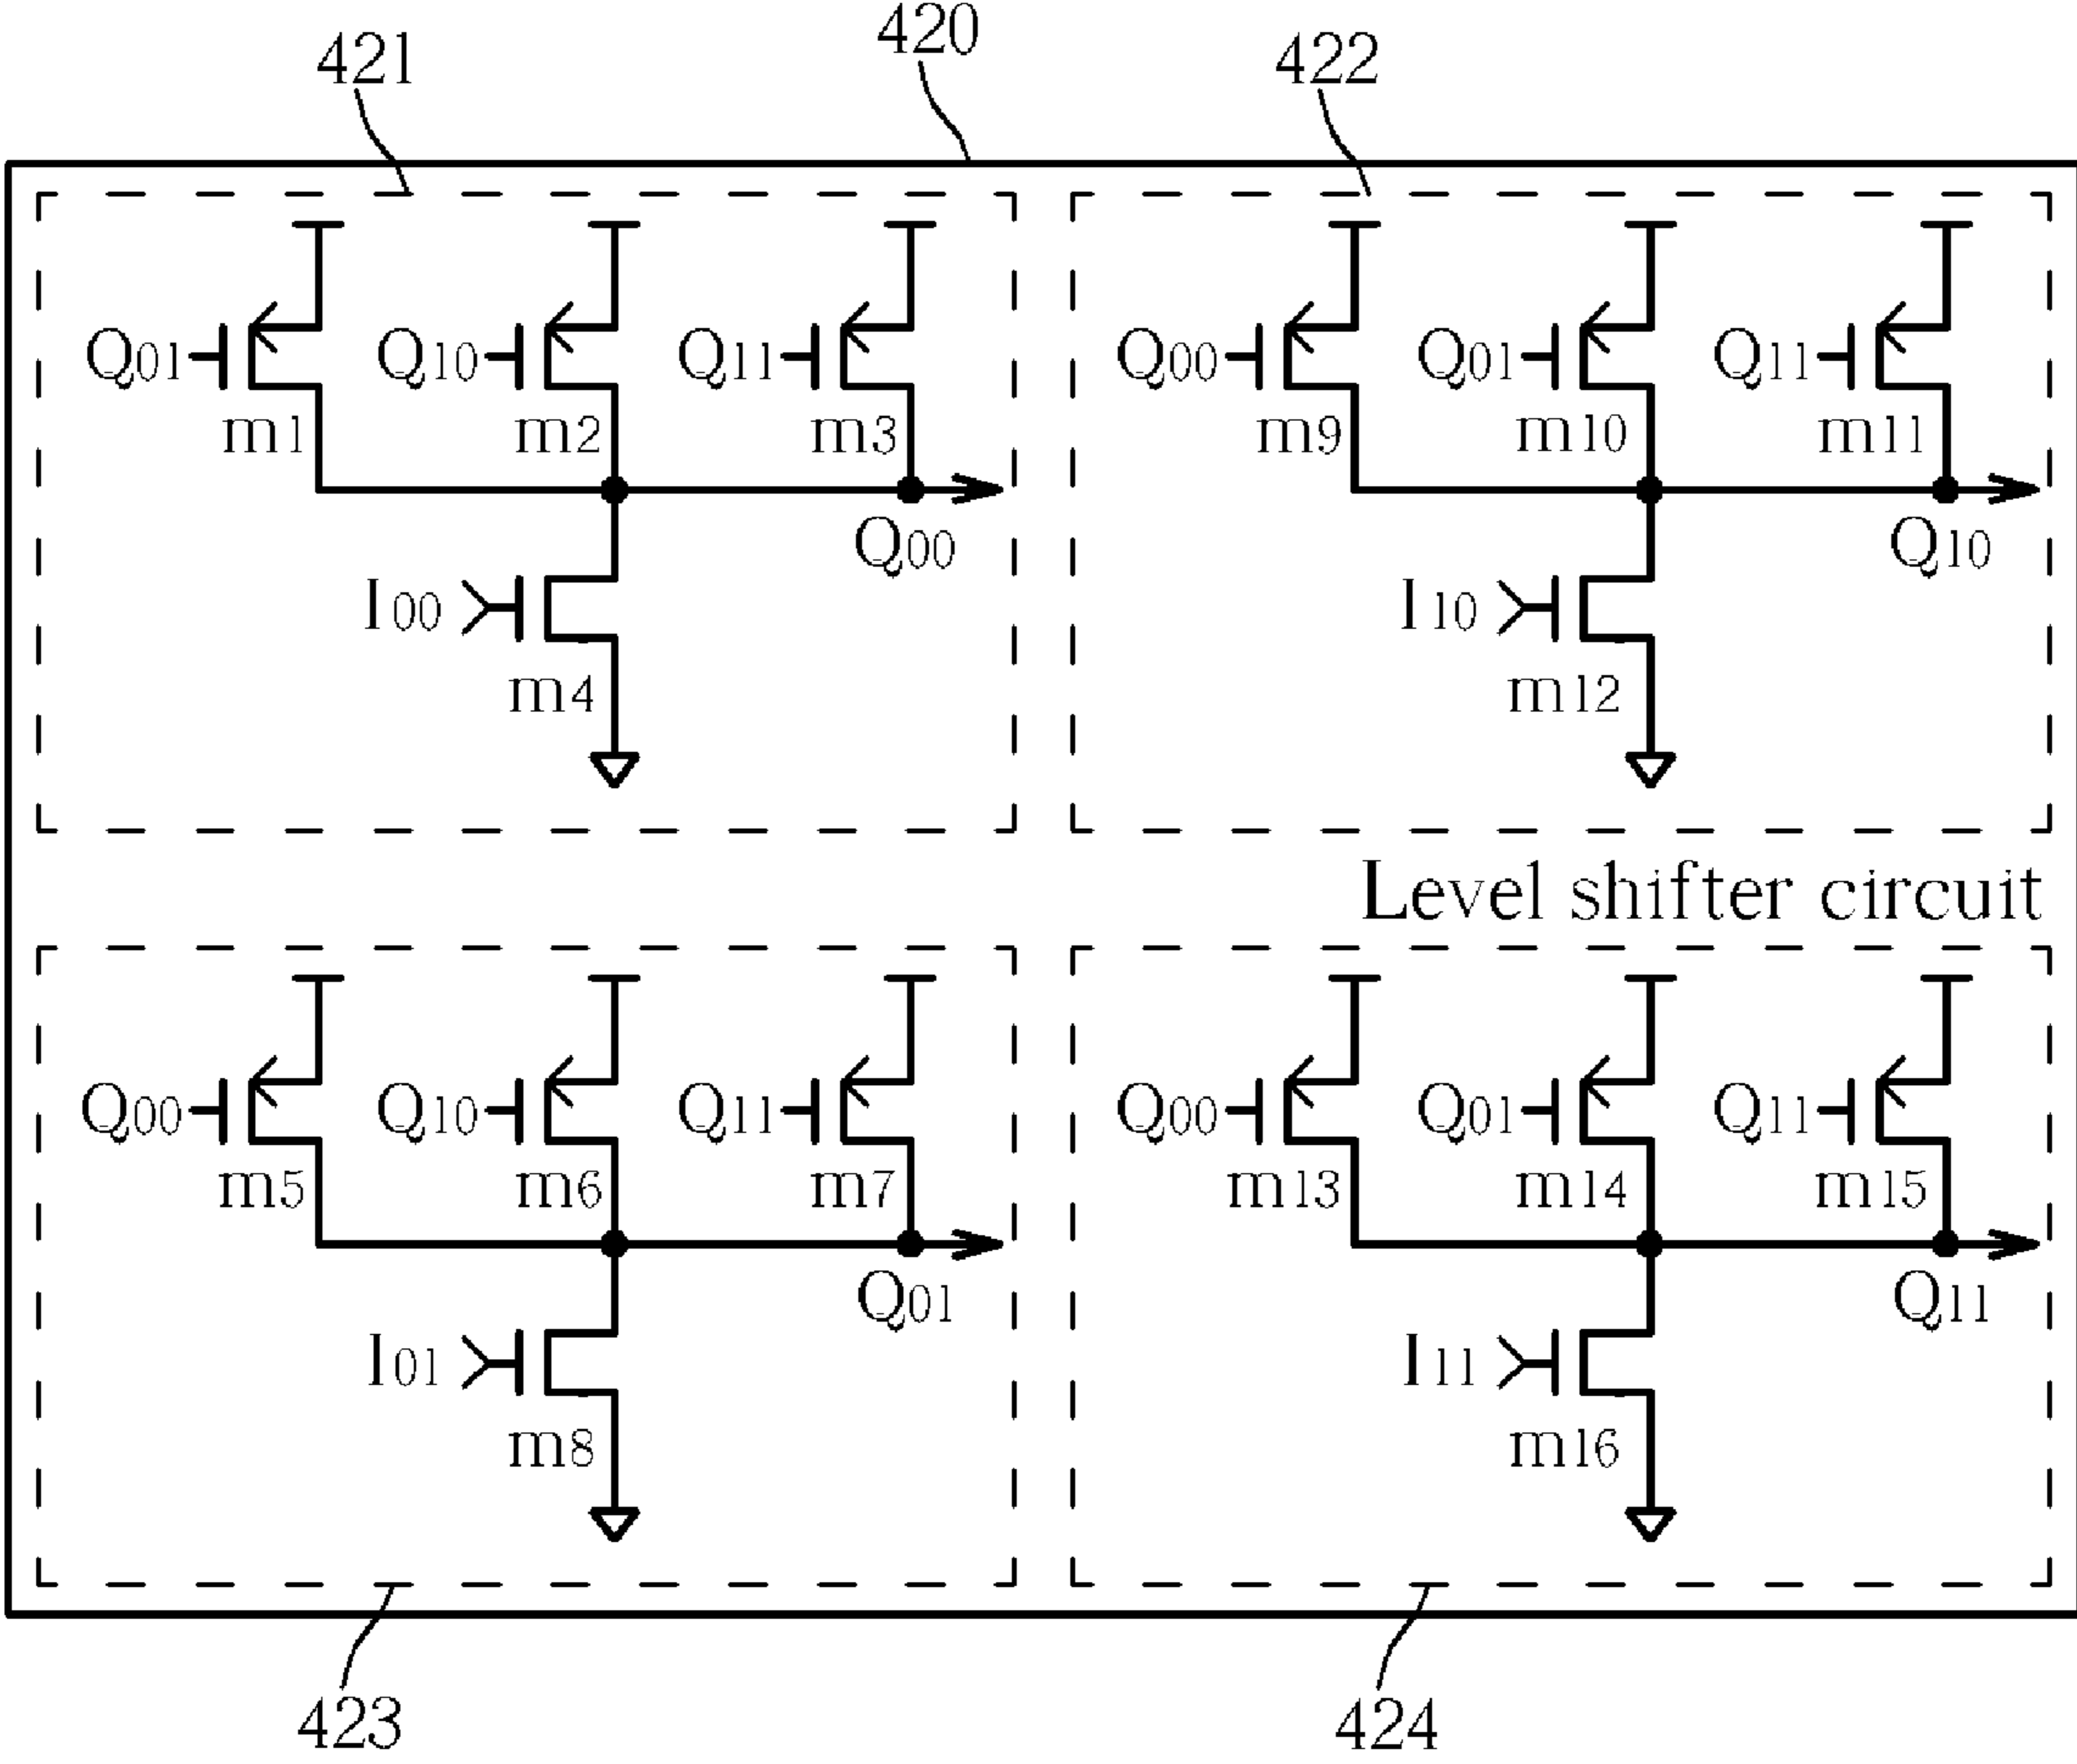 420
421
422
Q01
Q10
Q11
m1
m2
m3
Q00
I00
m4
Q00
Q01
Q11
m9
m10
m11
Q10
I10
m12
Level shifter circuit
Q00
Q10
Q11
m5
m6
m7
Q01
I01
m8
Q00
Q01
Q11
m13
m14
m15
Q11
I11
m16
423
424